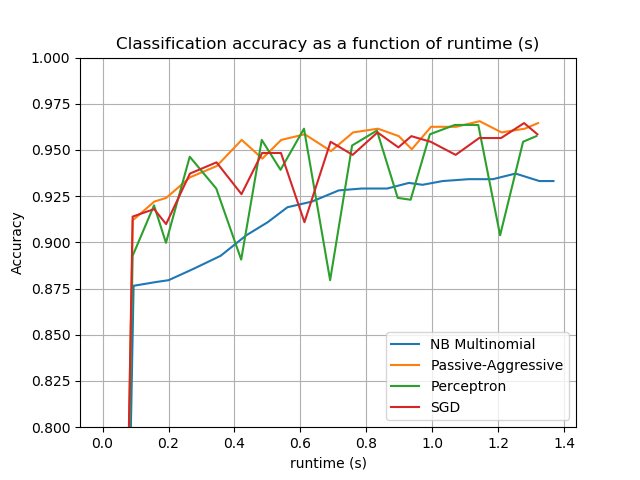 Classification accuracy as a function of runtime (s)
1.000
0.975
0.950
0.925
0.900
0.875
0.850
0.825
0.800
Accuracy
NB Multinomial
Passive-Aggressive
Perceptron
SGD
0.0 0.2 0.4 0.6 0.8 1.0 1.2 1.4
runtime (s)